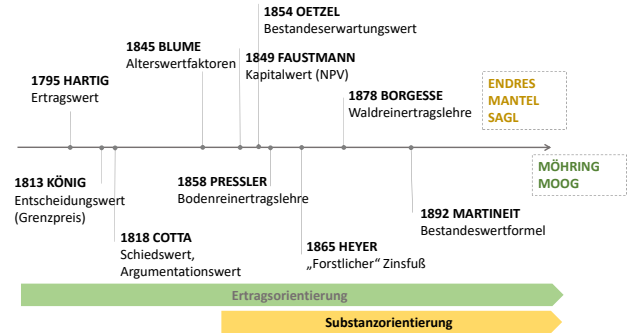 1854 OETZEL
Bestandeserwartungswert
1845 BLUME
Alterswertfaktoren
1849 FAUSTMANN
Kapitalwert (NPV)
1795 HARTIG
Ertragswert
1878 BORGESSE
Waldreinertragslehre
ENDRES
MANTEL
SAGL
MÖHRING
MOOG
1813 KÖNIG
Entscheidungswert
(Grenzpreis)
1858 PRESSLER
Bodenreinertragslehre
1892 MARTINEIT
Bestandeswertformel
1818 COTTA
Schiedswert,
Argumentationswert
1865 HEYER
„Forstlicher“ Zinsfuß
Ertragsorientierung
Substanzorientierung